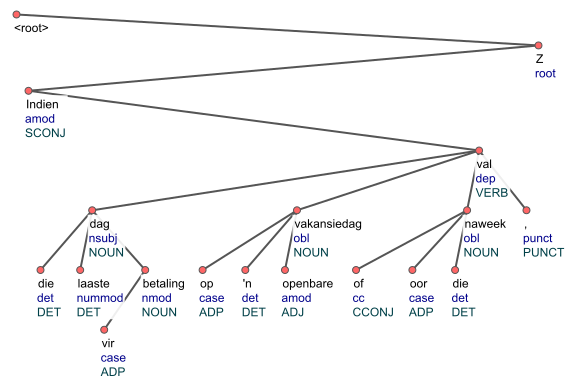 <root>
Z
root
Indien
amod
SCONJ
val
dep
VERB
dag
nsubj
NOUN
vakansiedag
obl
NOUN
naweek
obl
NOUN
,
punct
PUNCT
die
det
DET
laaste
nummod
DET
betaling
nmod
NOUN
op
case
ADP
'n
det
DET
openbare
amod
ADJ
of
cc
CCONJ
oor
case
ADP
die
det
DET
vir
case
ADP